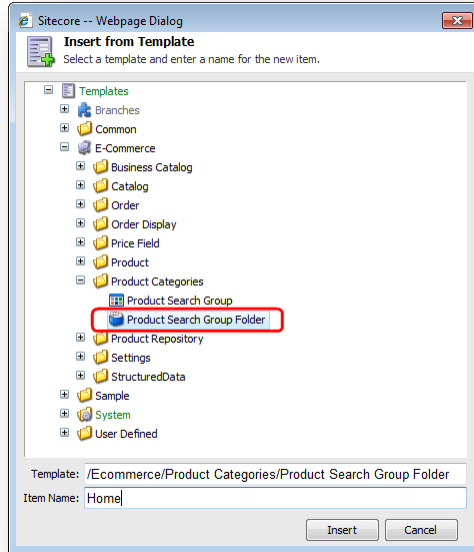 Sitecore -- Webpage Dialog
Insert from Template
Select a template and enter a name for the new item.
Templates
Branches
Common
E-Commerce
Business Catalog
Catalog
Order
Order Display
Price Field
Product
Product Categories
Product Search Group
Product Search Group Folder
Product Repository
Settings
StructuredData
Sample
System
User Defined
Template: /Ecommerce/Product Categories/Product Search Group Folder
Item Name: Home
Insert Cancel